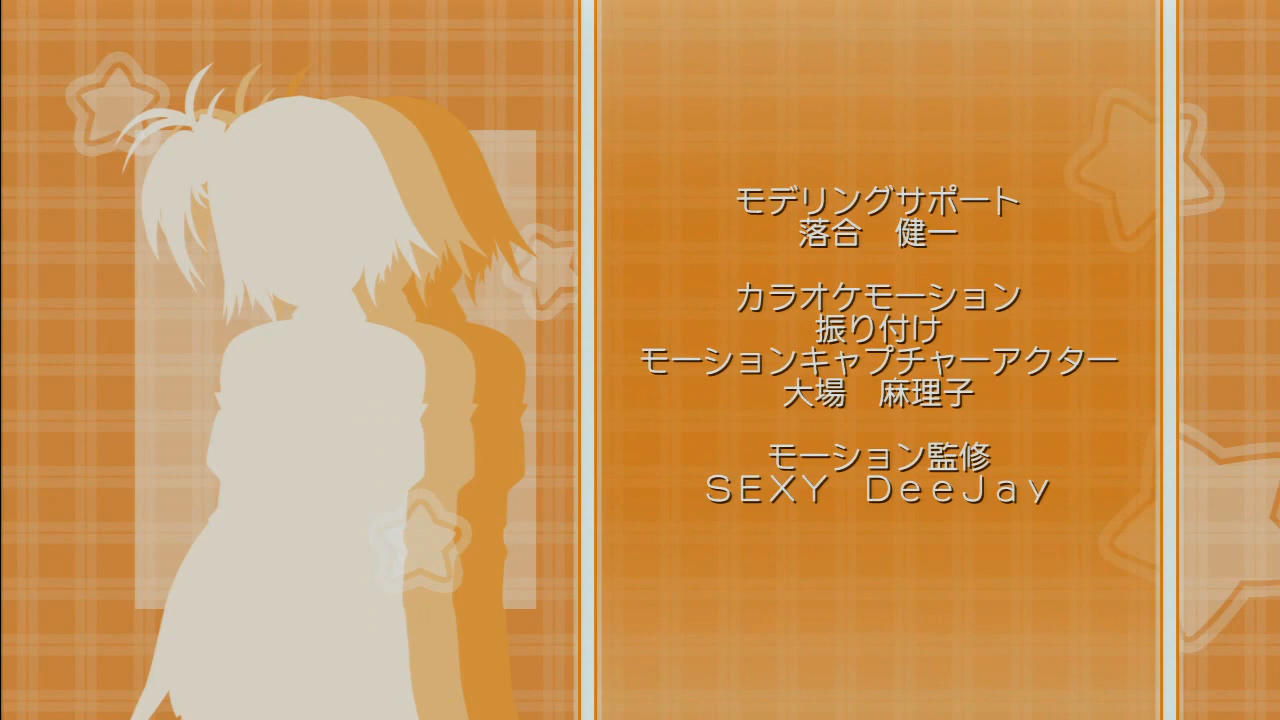 モデリングサポート
落合　健一
カラオケモーション
振り付け
モーションキャプチャーアクター
大場　麻理子
モーション監修
ＳＥＸＹ　ＤｅｅＪａｙ